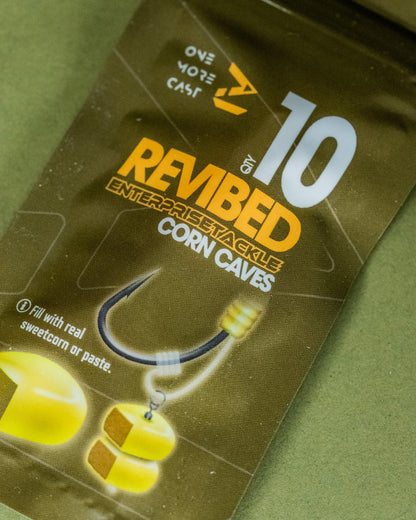 ONE
MORE
CAST
QTY 10
REVIBED
ENTERPRISETACKLE
CORN CAVES
i Fill with real
sweetcorn or paste.